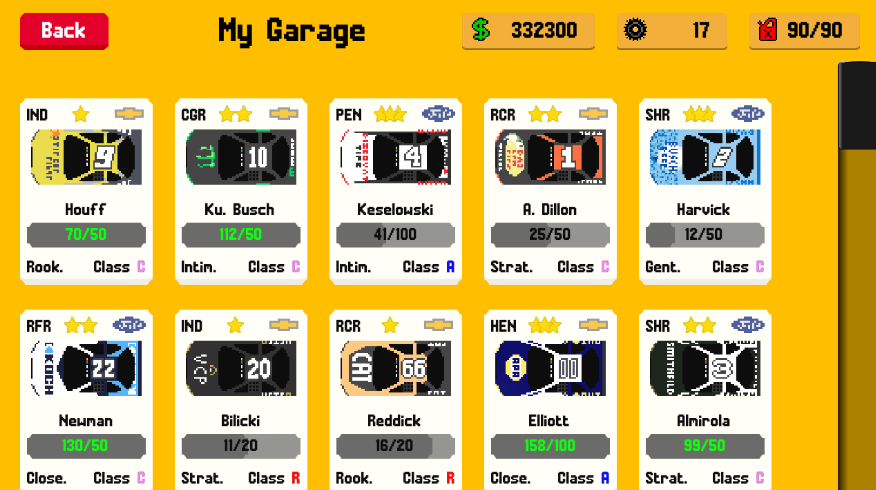 Back
My Garage
$ 332300
17
90/90
IND
CGR
PEN
RCR
SHR
9
10
4
1
2
Houff
Ku. Busch
Keselowski
A. Dillon
Harvick
70/50
112/50
41/100
25/50
12/50
Rook. Class C
Intim. Class C
Intim. Class A
Strat. Class C
Gent. Class C
RFR
IND
RCR
HEN
SHR
KOCH
22
VCP
20
CAT
66
APA
00
SMITHFIELD
Newman
Bilicki
Reddick
Elliott
Almirola
130/50
11/20
16/20
158/100
99/50
Close. Class C
Strat. Class R
Rook. Class R
Close. Class A
Strat. Class C